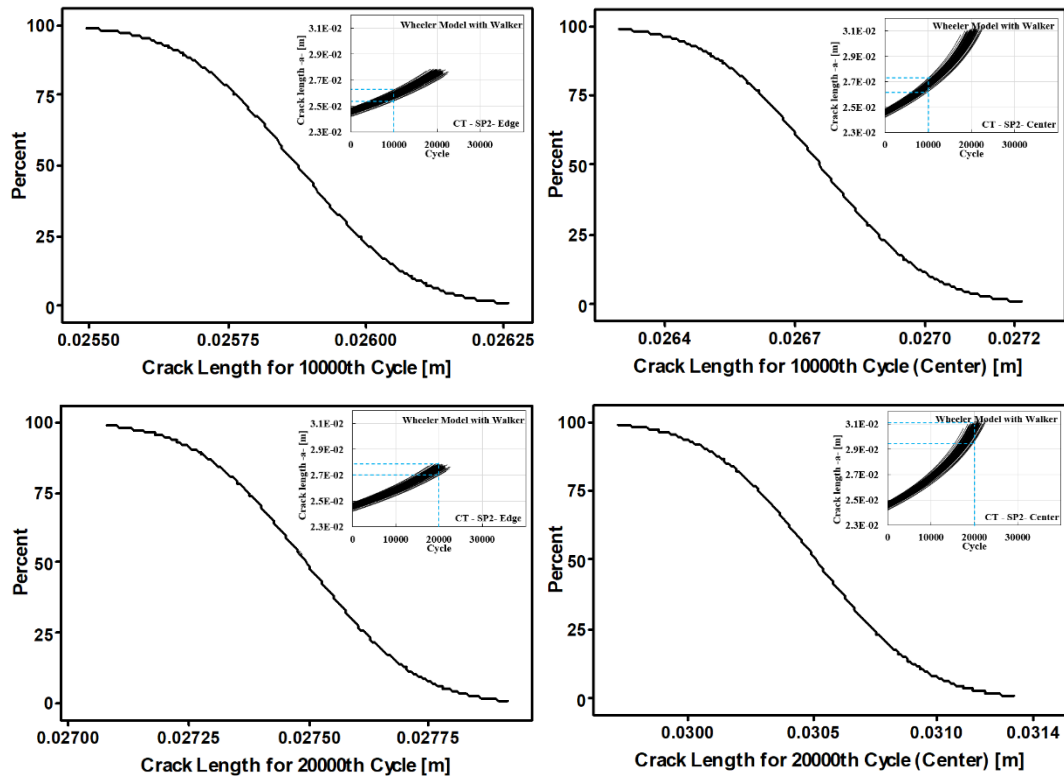 100
75
50
25
0
Percent
0.02550
0.02575
0.02600
0.02625
Crack Length for 10000th Cycle [m]
Wheeler Model with Walker
Crack length -a- [m]
3.1E-02
2.9E-02
2.7E-02
2.5E-02
2.3E-02
CT - SP2- Edge
0
10000
20000
30000
Cycle
100
75
50
25
0
Percent
0.0264
0.0267
0.0270
0.0272
Crack Length for 10000th Cycle (Center) [m]
Wheeler Model with Walker
Crack length -a- [m]
3.1E-02
2.9E-02
2.7E-02
2.5E-02
2.3E-02
CT - SP2- Center
0
10000
20000
30000
Cycle
100
75
50
25
0
Percent
0.02700
0.02725
0.02750
0.02775
Crack Length for 20000th Cycle [m]
Wheeler Model with Walker
Crack length -a- [m]
3.1E-02
2.9E-02
2.7E-02
2.5E-02
2.3E-02
CT - SP2- Edge
0
10000
20000
30000
Cycle
100
75
50
25
0
Percent
0.0300
0.0305
0.0310
0.0314
Crack Length for 20000th Cycle (Center) [m]
Wheeler Model with Walker
Crack length -a- [m]
3.1E-02
2.9E-02
2.7E-02
2.5E-02
2.3E-02
CT - SP2- Center
0
10000
20000
30000
Cycle